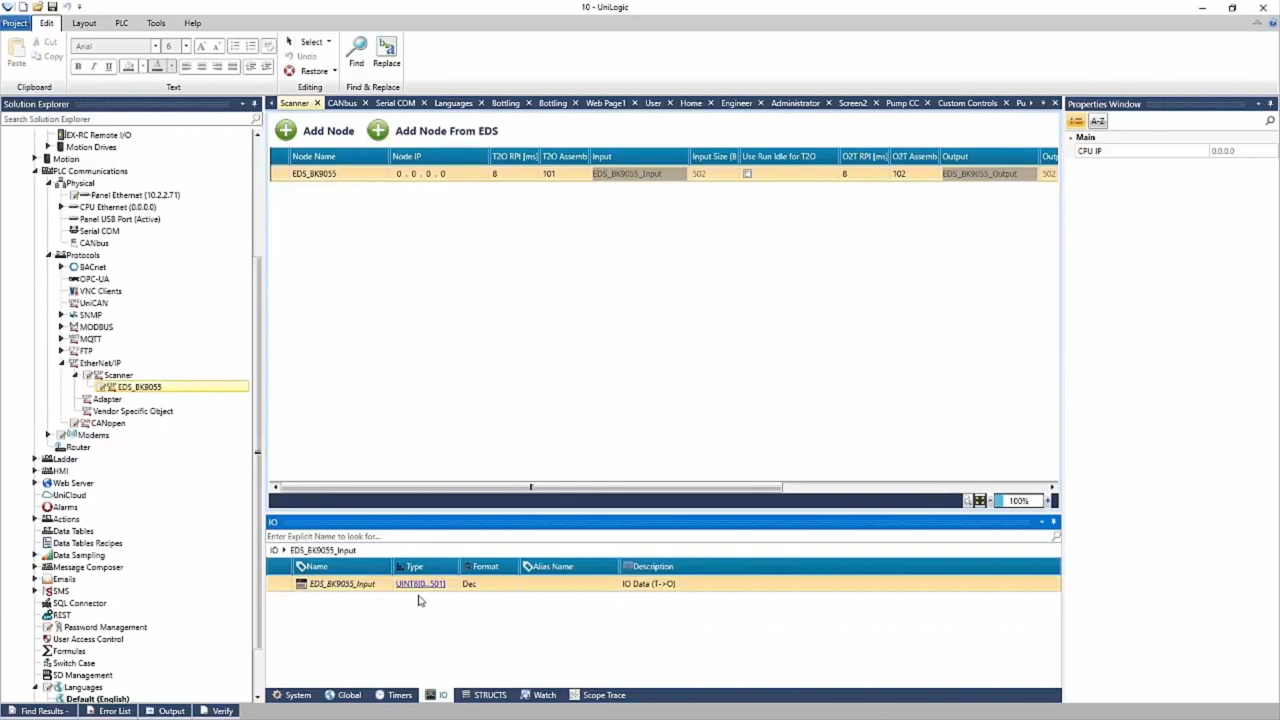 10 - UniLogic
Project Edit Layout PLC Tools Help
Paste Cut Copy
Clipboard
Arial 6
B I U A
Text
Select
Undo
Restore
Editing
Find Replace
Find & Replace
Solution Explorer
Search Solution Explorer
EX-RC Remote I/O
Motion Drives
Motion
PLC Communications
Physical
Panel Ethernet (10.2.2.71)
CPU Ethernet (0.0.0.0)
Panel USB Port (Active)
Serial COM
CANbus
Protocols
BACnet
OPC-UA
VNC Clients
UniCAN
SNMP
MODBUS
MQTT
FTP
EtherNet/IP
Scanner
EDS_BK9055
Adapter
Vendor Specific Object
CANopen
Modems
Router
Ladder
HMI
Web Server
UniCloud
Alarms
Actions
Data Tables
Data Tables Recipes
Data Sampling
Message Composer
Emails
SMS
SQL Connector
REST
Password Management
User Access Control
Formulas
Switch Case
SD Management
Languages
Default (English)
Scanner CANbus Serial COM Languages Bottling Bottling Web Page1 User Home Engineer Administrator Screen2 Pump CC Custom Controls Pu
Add Node Add Node From EDS
Node Name Node IP T2O RPI [ms] T2O Assemb Input Input Size (B Use Run Idle for T2O O2T RPI [ms] O2T Assemb Output Outp
EDS_BK9055 0 . 0 . 0 . 0 8 101 EDS_BK9055_Input 502 8 102 EDS_BK9055_Output 502
100%
IO
Enter Explicit Name to look for...
IO EDS_BK9055_Input
Name Type Format Alias Name Description
EDS_BK9055_Input UINT8[0...501] Dec IO Data (T->O)
System Global Timers IO STRUCTS Watch Scope Trace
Properties Window
A-Z
Main
CPU IP 0.0.0.0
Find Results - Error List Output Verify